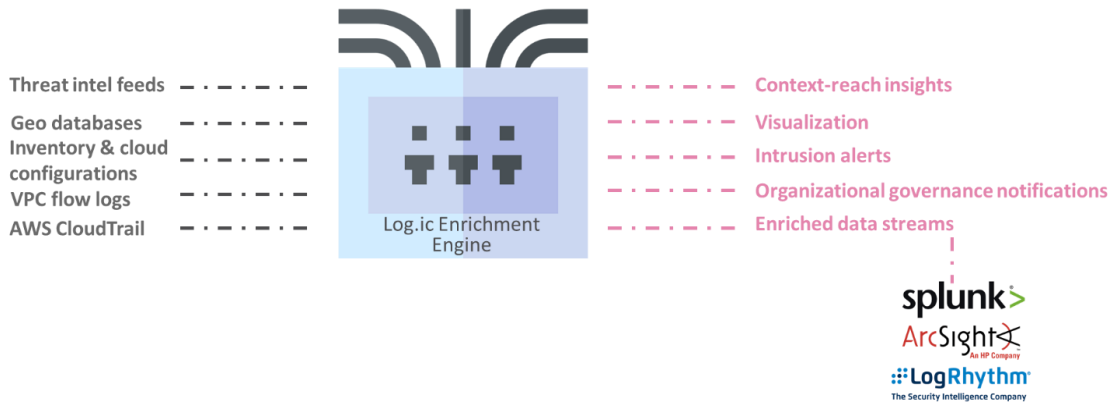 Threat intel feeds
Geo databases
Inventory & cloud
configurations
VPC flow logs
AWS CloudTrail
Log.ic Enrichment
Engine
Context-reach insights
Visualization
Intrusion alerts
Organizational governance notifications
Enriched data streams
splunk>
ArcSight
An HP Company
LogRhythm
The Security Intelligence Company